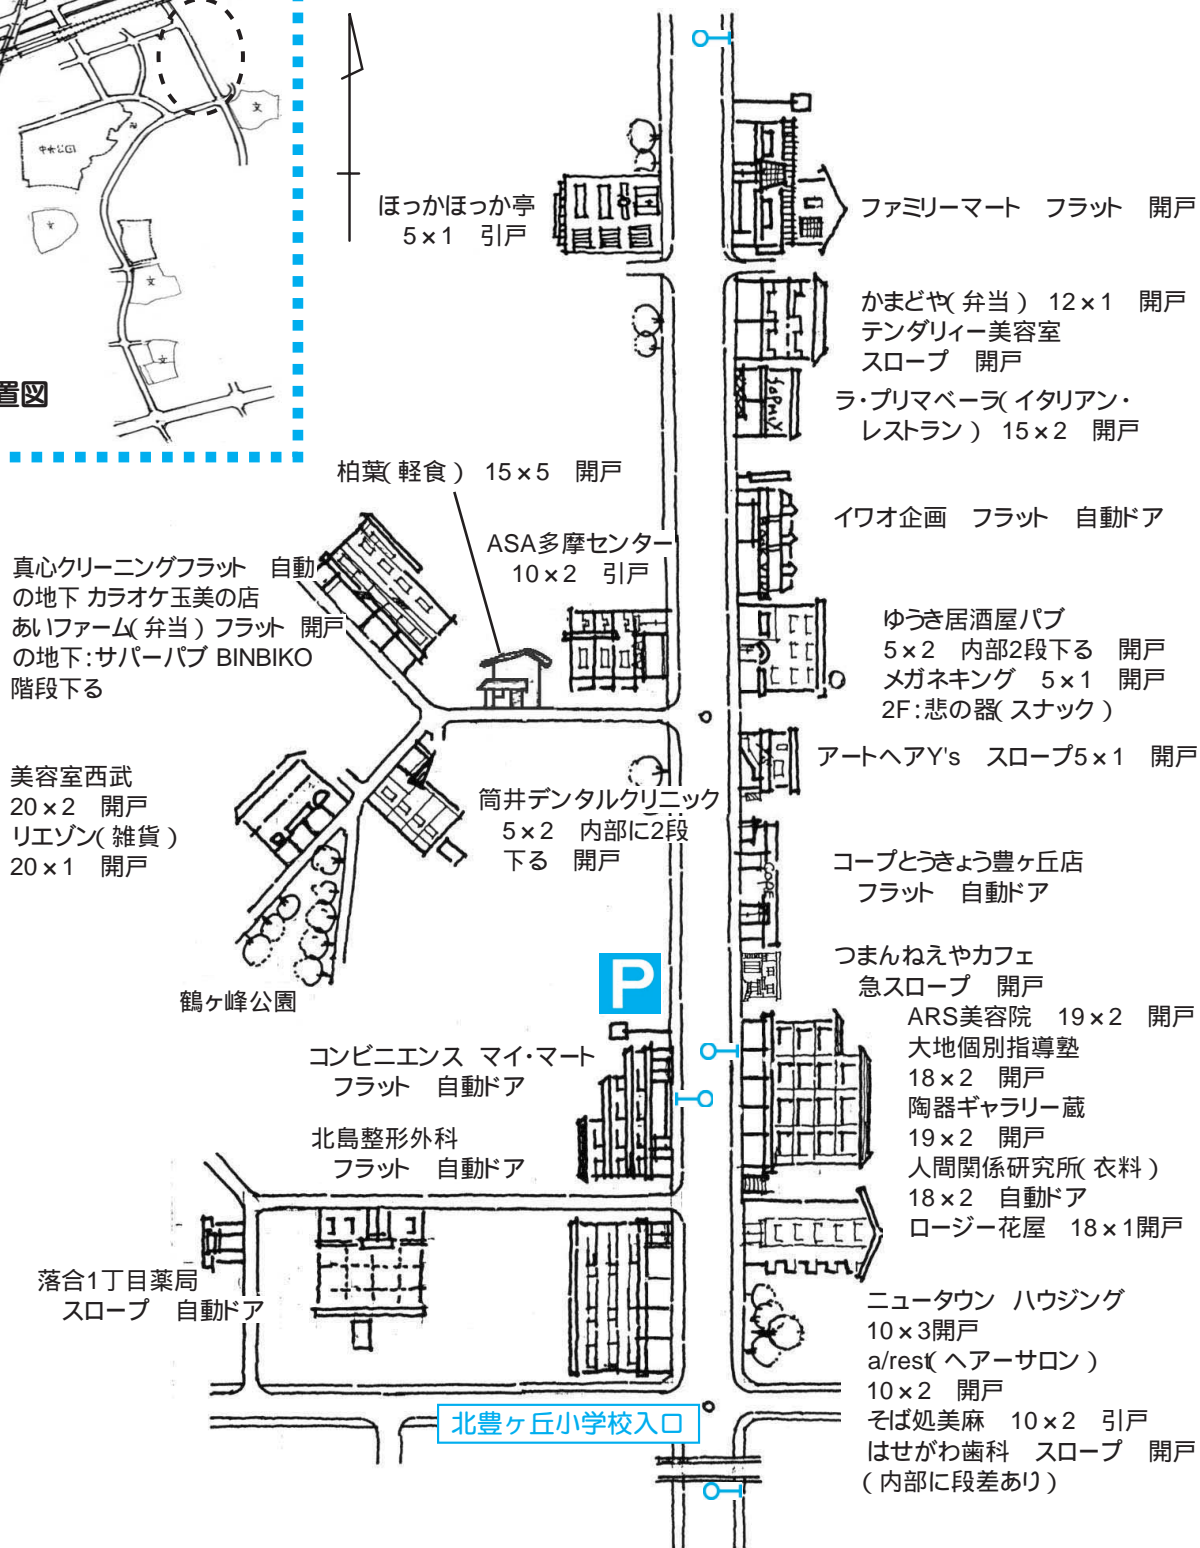 文
中央公園
文
文
文
置図
ほっかほっか亭
5×1 引戸
ファミリーマート フラット 開戸
かまどや(弁当) 12×1 開戸
テンダリィー美容室
スロープ 開戸
ラ・プリマベーラ(イタリアン・
レストラン) 15×2 開戸
柏葉(軽食) 15×5 開戸
イワオ企画 フラット 自動ドア
ASA多摩センター
10×2 引戸
真心クリーニングフラット 自動
の地下 カラオケ玉美の店
あいファーム(弁当) フラット 開戸
の地下:サパーパブ BINBIKO
階段下る
ゆうき居酒屋パブ
5×2 内部2段下る 開戸
メガネキング 5×1 開戸
2F:悲の器(スナック)
アートヘアY's スロープ5×1 開戸
美容室西武
20×2 開戸
リエゾン(雑貨)
20×1 開戸
筒井デンタルクリニック
5×2 内部に2段
下る 開戸
COPE
コープとうきょう豊ヶ丘店
フラット 自動ドア
つまんねえやカフェ
急スロープ 開戸
鶴ヶ峰公園
P
ARS美容院 19×2 開戸
大地個別指導塾
18×2 開戸
陶器ギャラリー蔵
19×2 開戸
人間関係研究所(衣料)
18×2 自動ドア
ロージー花屋 18×1開戸
コンビニエンス マイ・マート
フラット 自動ドア
北島整形外科
フラット 自動ドア
落合1丁目薬局
スロープ 自動ドア
ニュータウン ハウジング
10×3開戸
a/rest(ヘアーサロン)
10×2 開戸
そば処美麻 10×2 引戸
はせがわ歯科 スロープ 開戸
(内部に段差あり)
北豊ヶ丘小学校入口